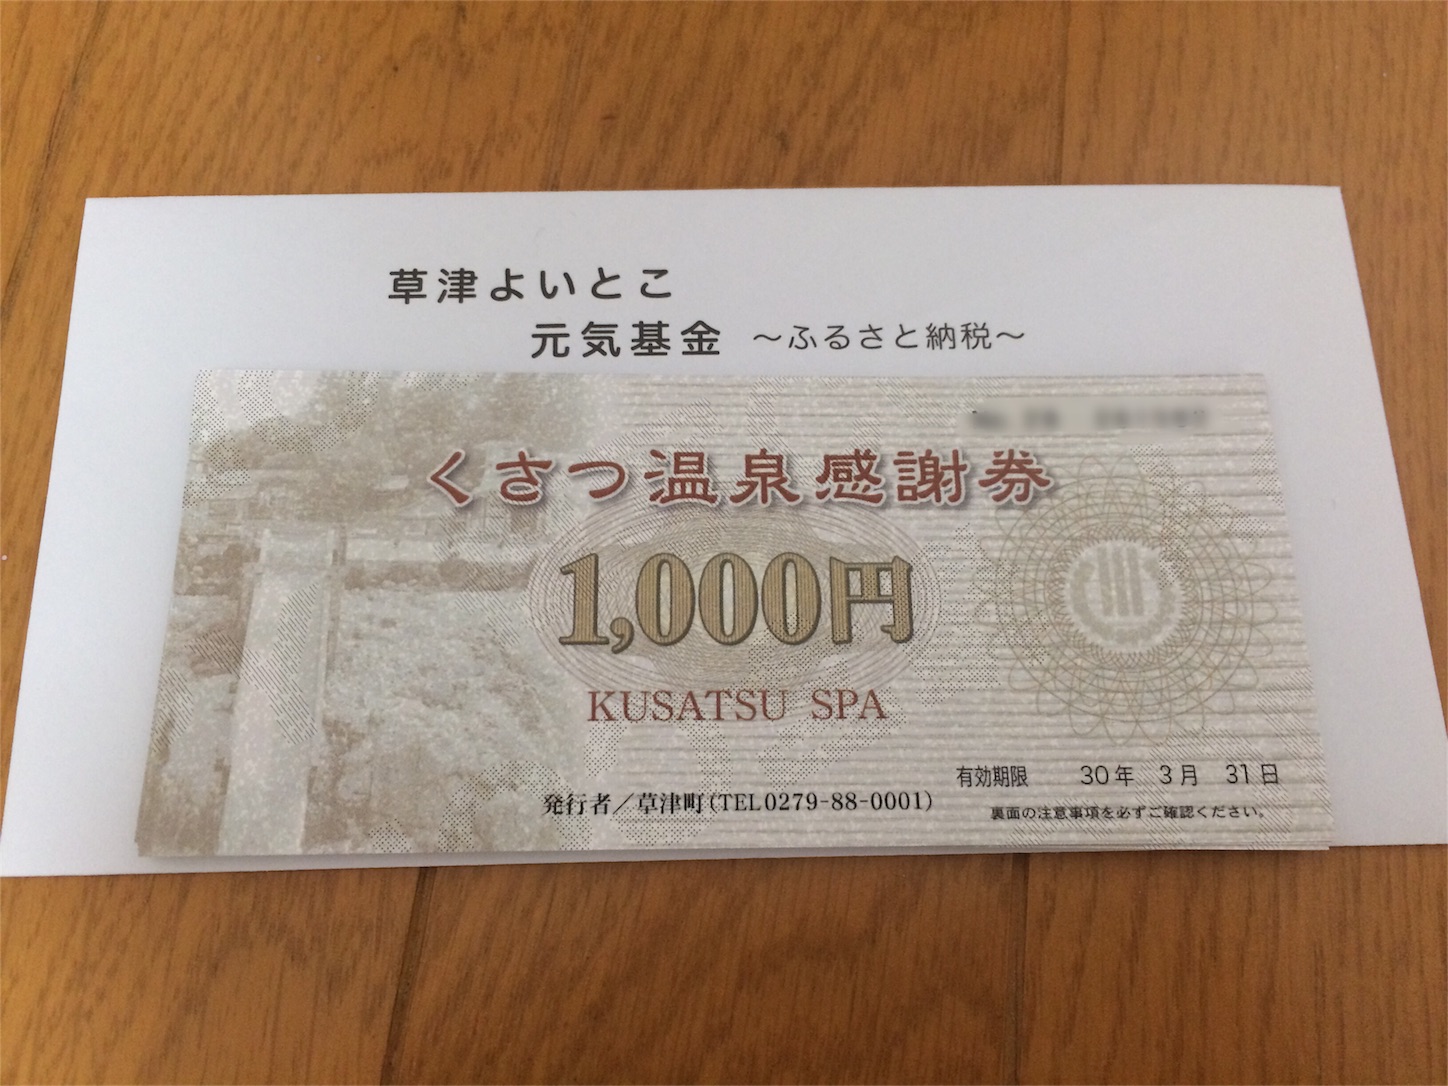 草津よいとこ
元気基金 ～ふるさと納税～
くさつ温泉感謝券
1,000円
KUSATSU SPA
有効期限 30年 3月 31日
発行者／草津町(TEL0279-88-0001)
裏面の注意事項を必ずご確認ください。